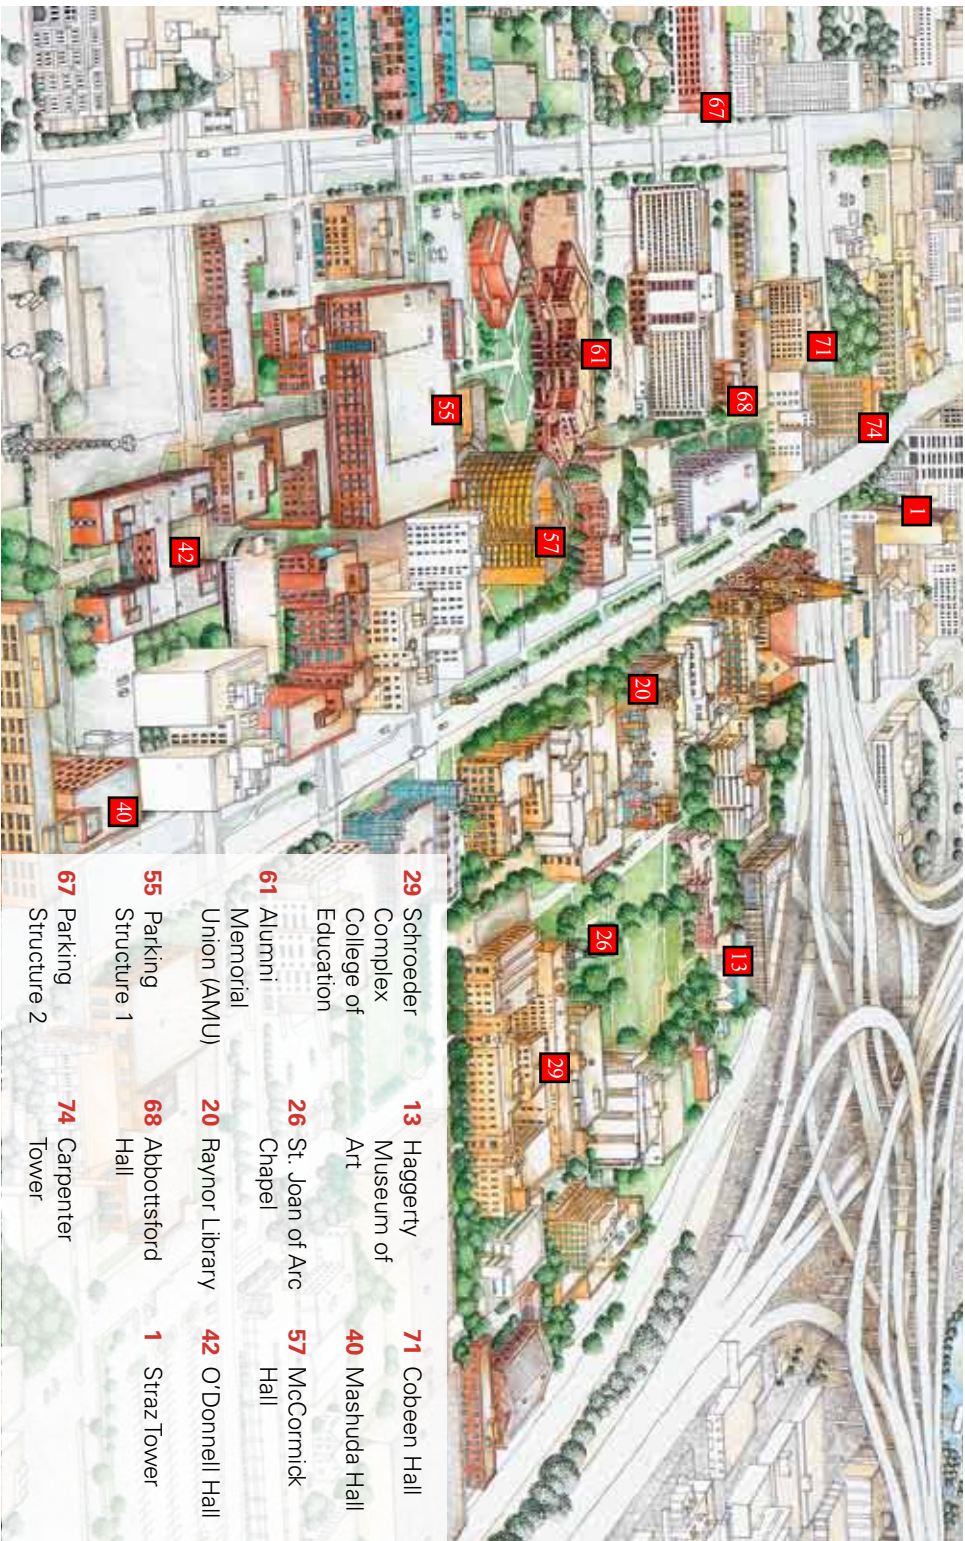 67
71
61
68
74
55
1
57
42
20
40
26
13
29
29 Schroeder
Complex
College of
Education
61 Alumni
Memorial
Union (AMU)
55 Parking
Structure 1
67 Parking
Structure 2
13 Haggerty
Museum of
Art
26 St. Joan of Arc
Chapel
20 Raynor Library
68 Abbottsford
Hall
74 Carpenter
Tower
71 Cobeen Hall
40 Mashuda Hall
57 McCormick
Hall
42 O'Donnell Hall
1 Straz Tower